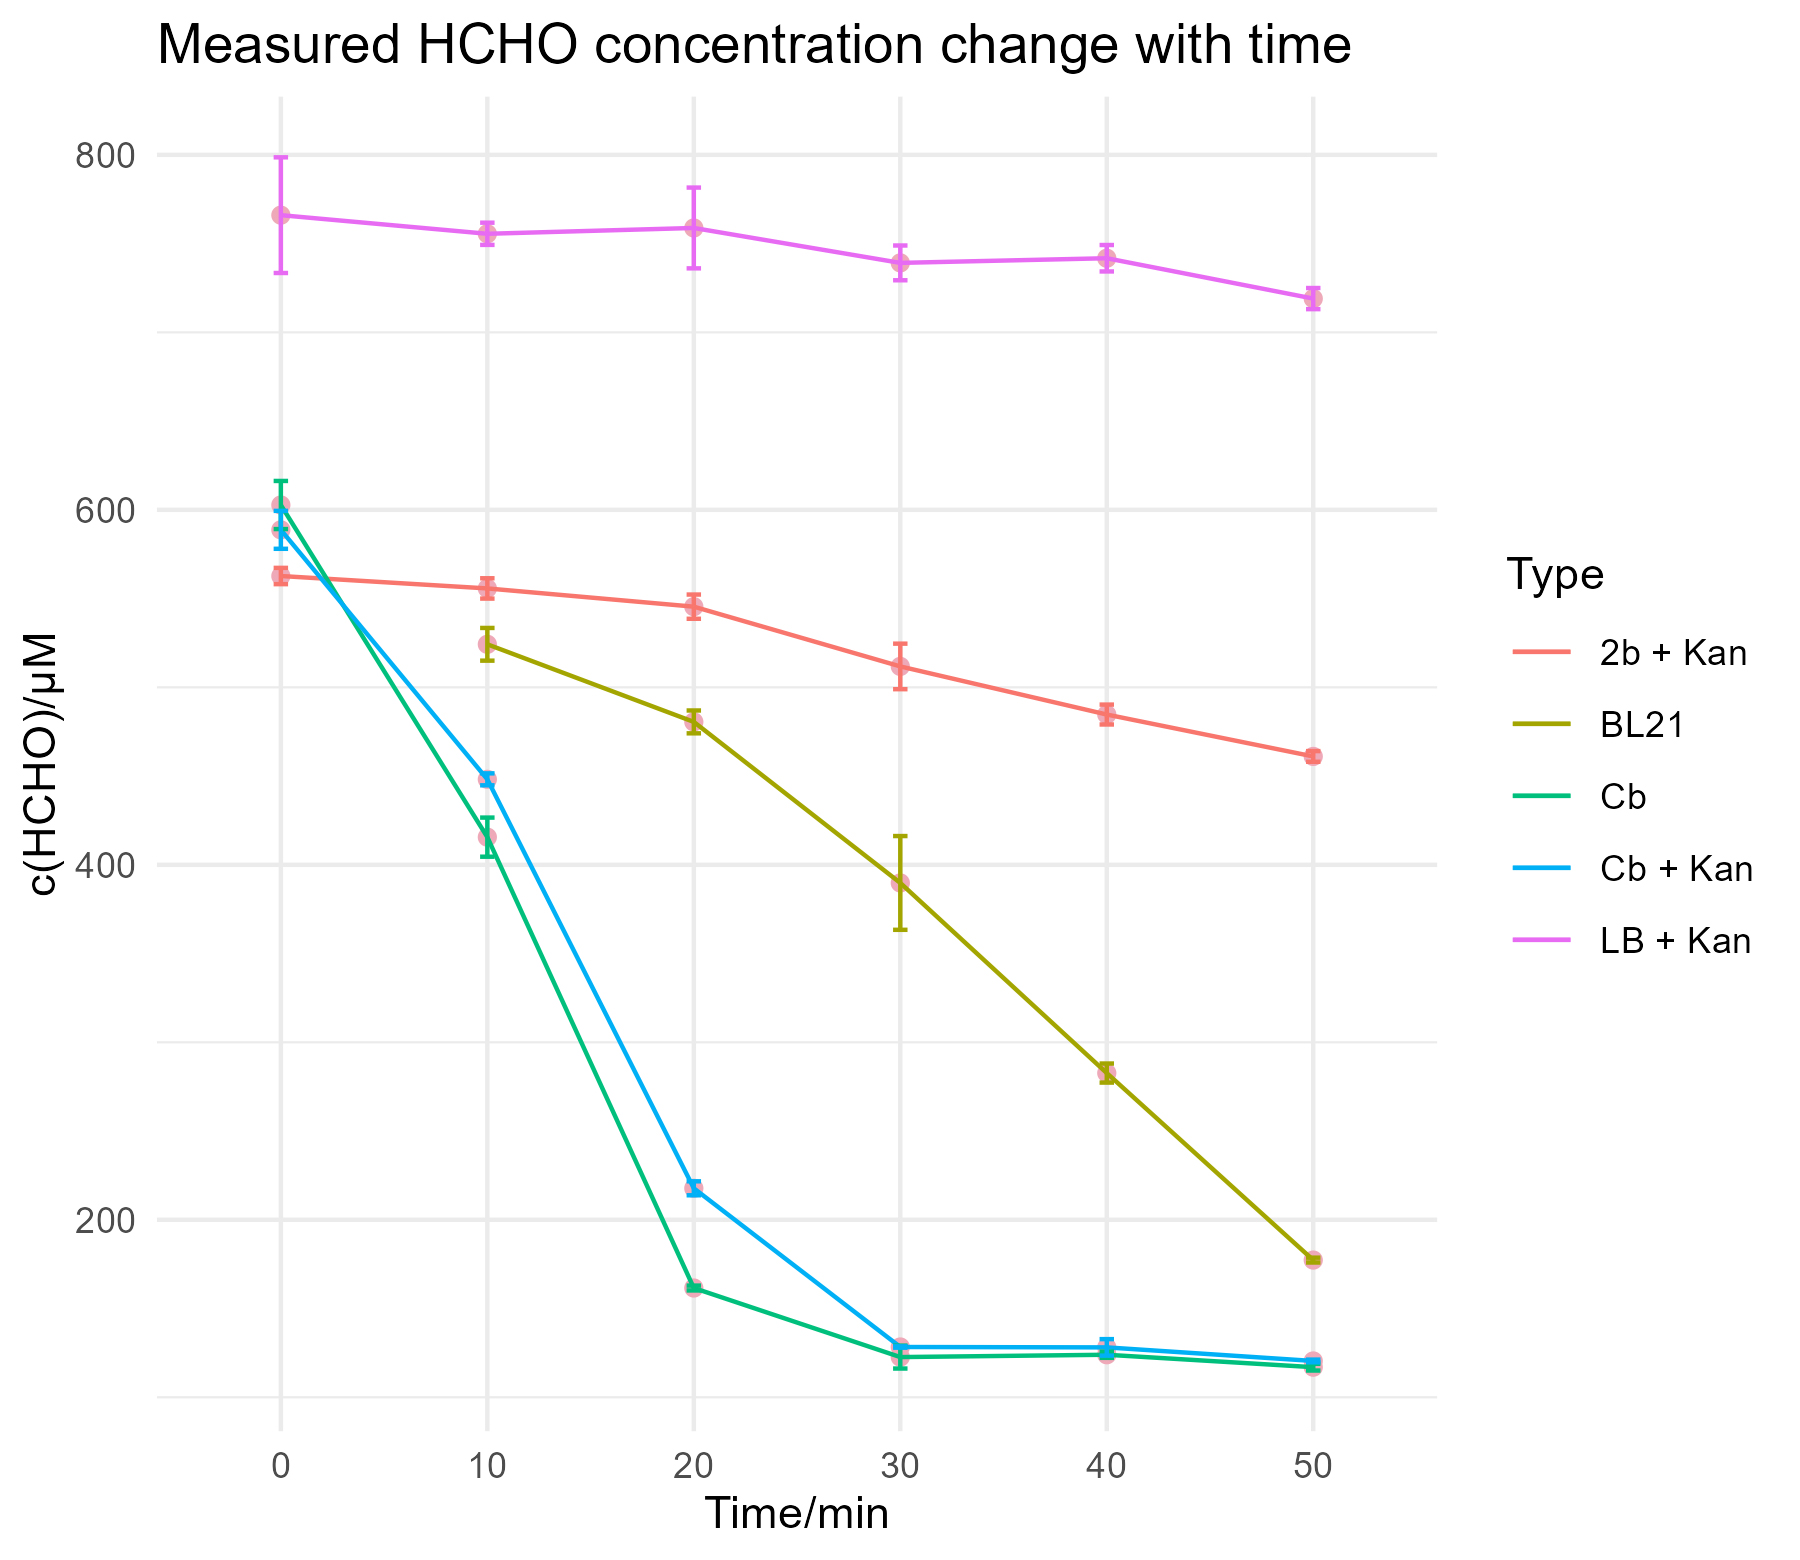 Measured HCHO concentration change with time
c(HCHO)/μM
800
600
400
200
0 10 20 30 40 50
Time/min
Type
2b + Kan
BL21
Cb
Cb + Kan
LB + Kan